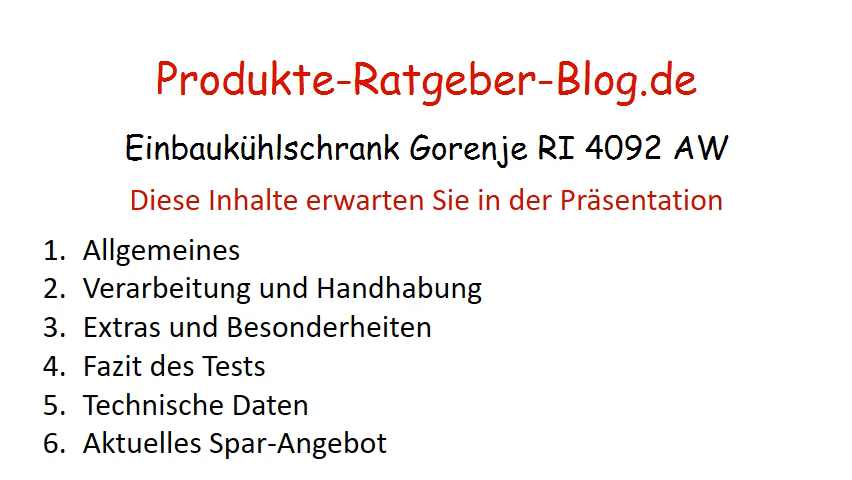 Produkte-Ratgeber-Blog.de
Einbaukühlschrank Gorenje RI 4092 AW
Diese Inhalte erwarten Sie in der Präsentation
1. Allgemeines
2. Verarbeitung und Handhabung
3. Extras und Besonderheiten
4. Fazit des Tests
5. Technische Daten
6. Aktuelles Spar-Angebot